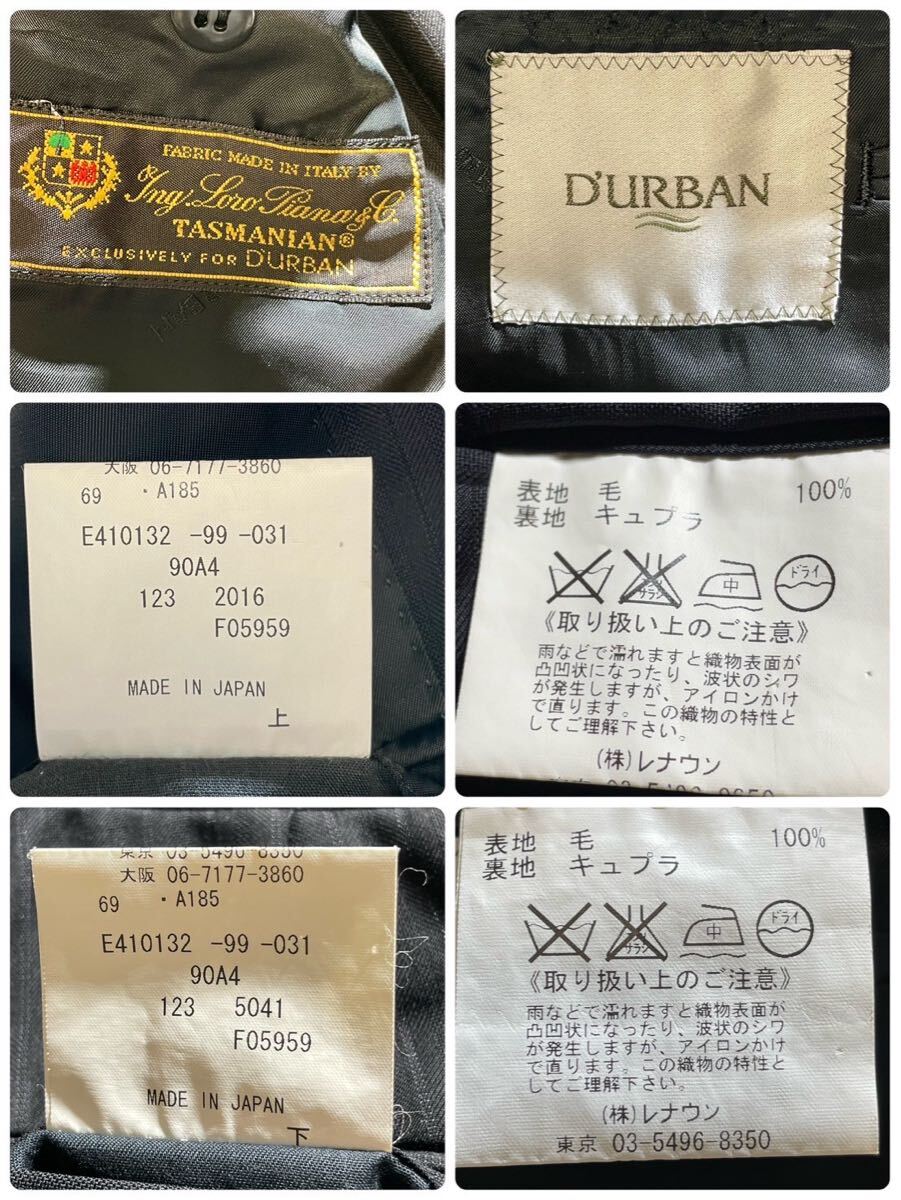 FABRIC MADE IN ITALY BY
Ing. Loro Piana & C.
TASMANIAN®
EXCLUSIVELY FOR D'URBAN
D'URBAN
大阪 06-7177-3860
69 ・A185
E410132 -99 -031
90A4
123 2016
F05959
MADE IN JAPAN
上
表地 毛 100%
裏地 キュプラ
エンソサラシ
中
ドライ
《取り扱い上のご注意》
雨などで濡れますと織物表面が
凸凹状になったり、波状のシワ
が発生しますが、アイロンかけ
で直ります。この織物の特性と
してご理解下さい。
(株)レナウン
東京 03-5496-8350
大阪 06-7177-3860
69 ・A185
E410132 -99 -031
90A4
123 5041
F05959
MADE IN JAPAN
下
表地 毛 100%
裏地 キュプラ
エンソサラシ
中
ドライ
《取り扱い上のご注意》
雨などで濡れますと織物表面が
凸凹状になったり、波状のシワ
が発生しますが、アイロンかけ
で直ります。この織物の特性と
してご理解下さい。
(株)レナウン
東京 03-5496-8350